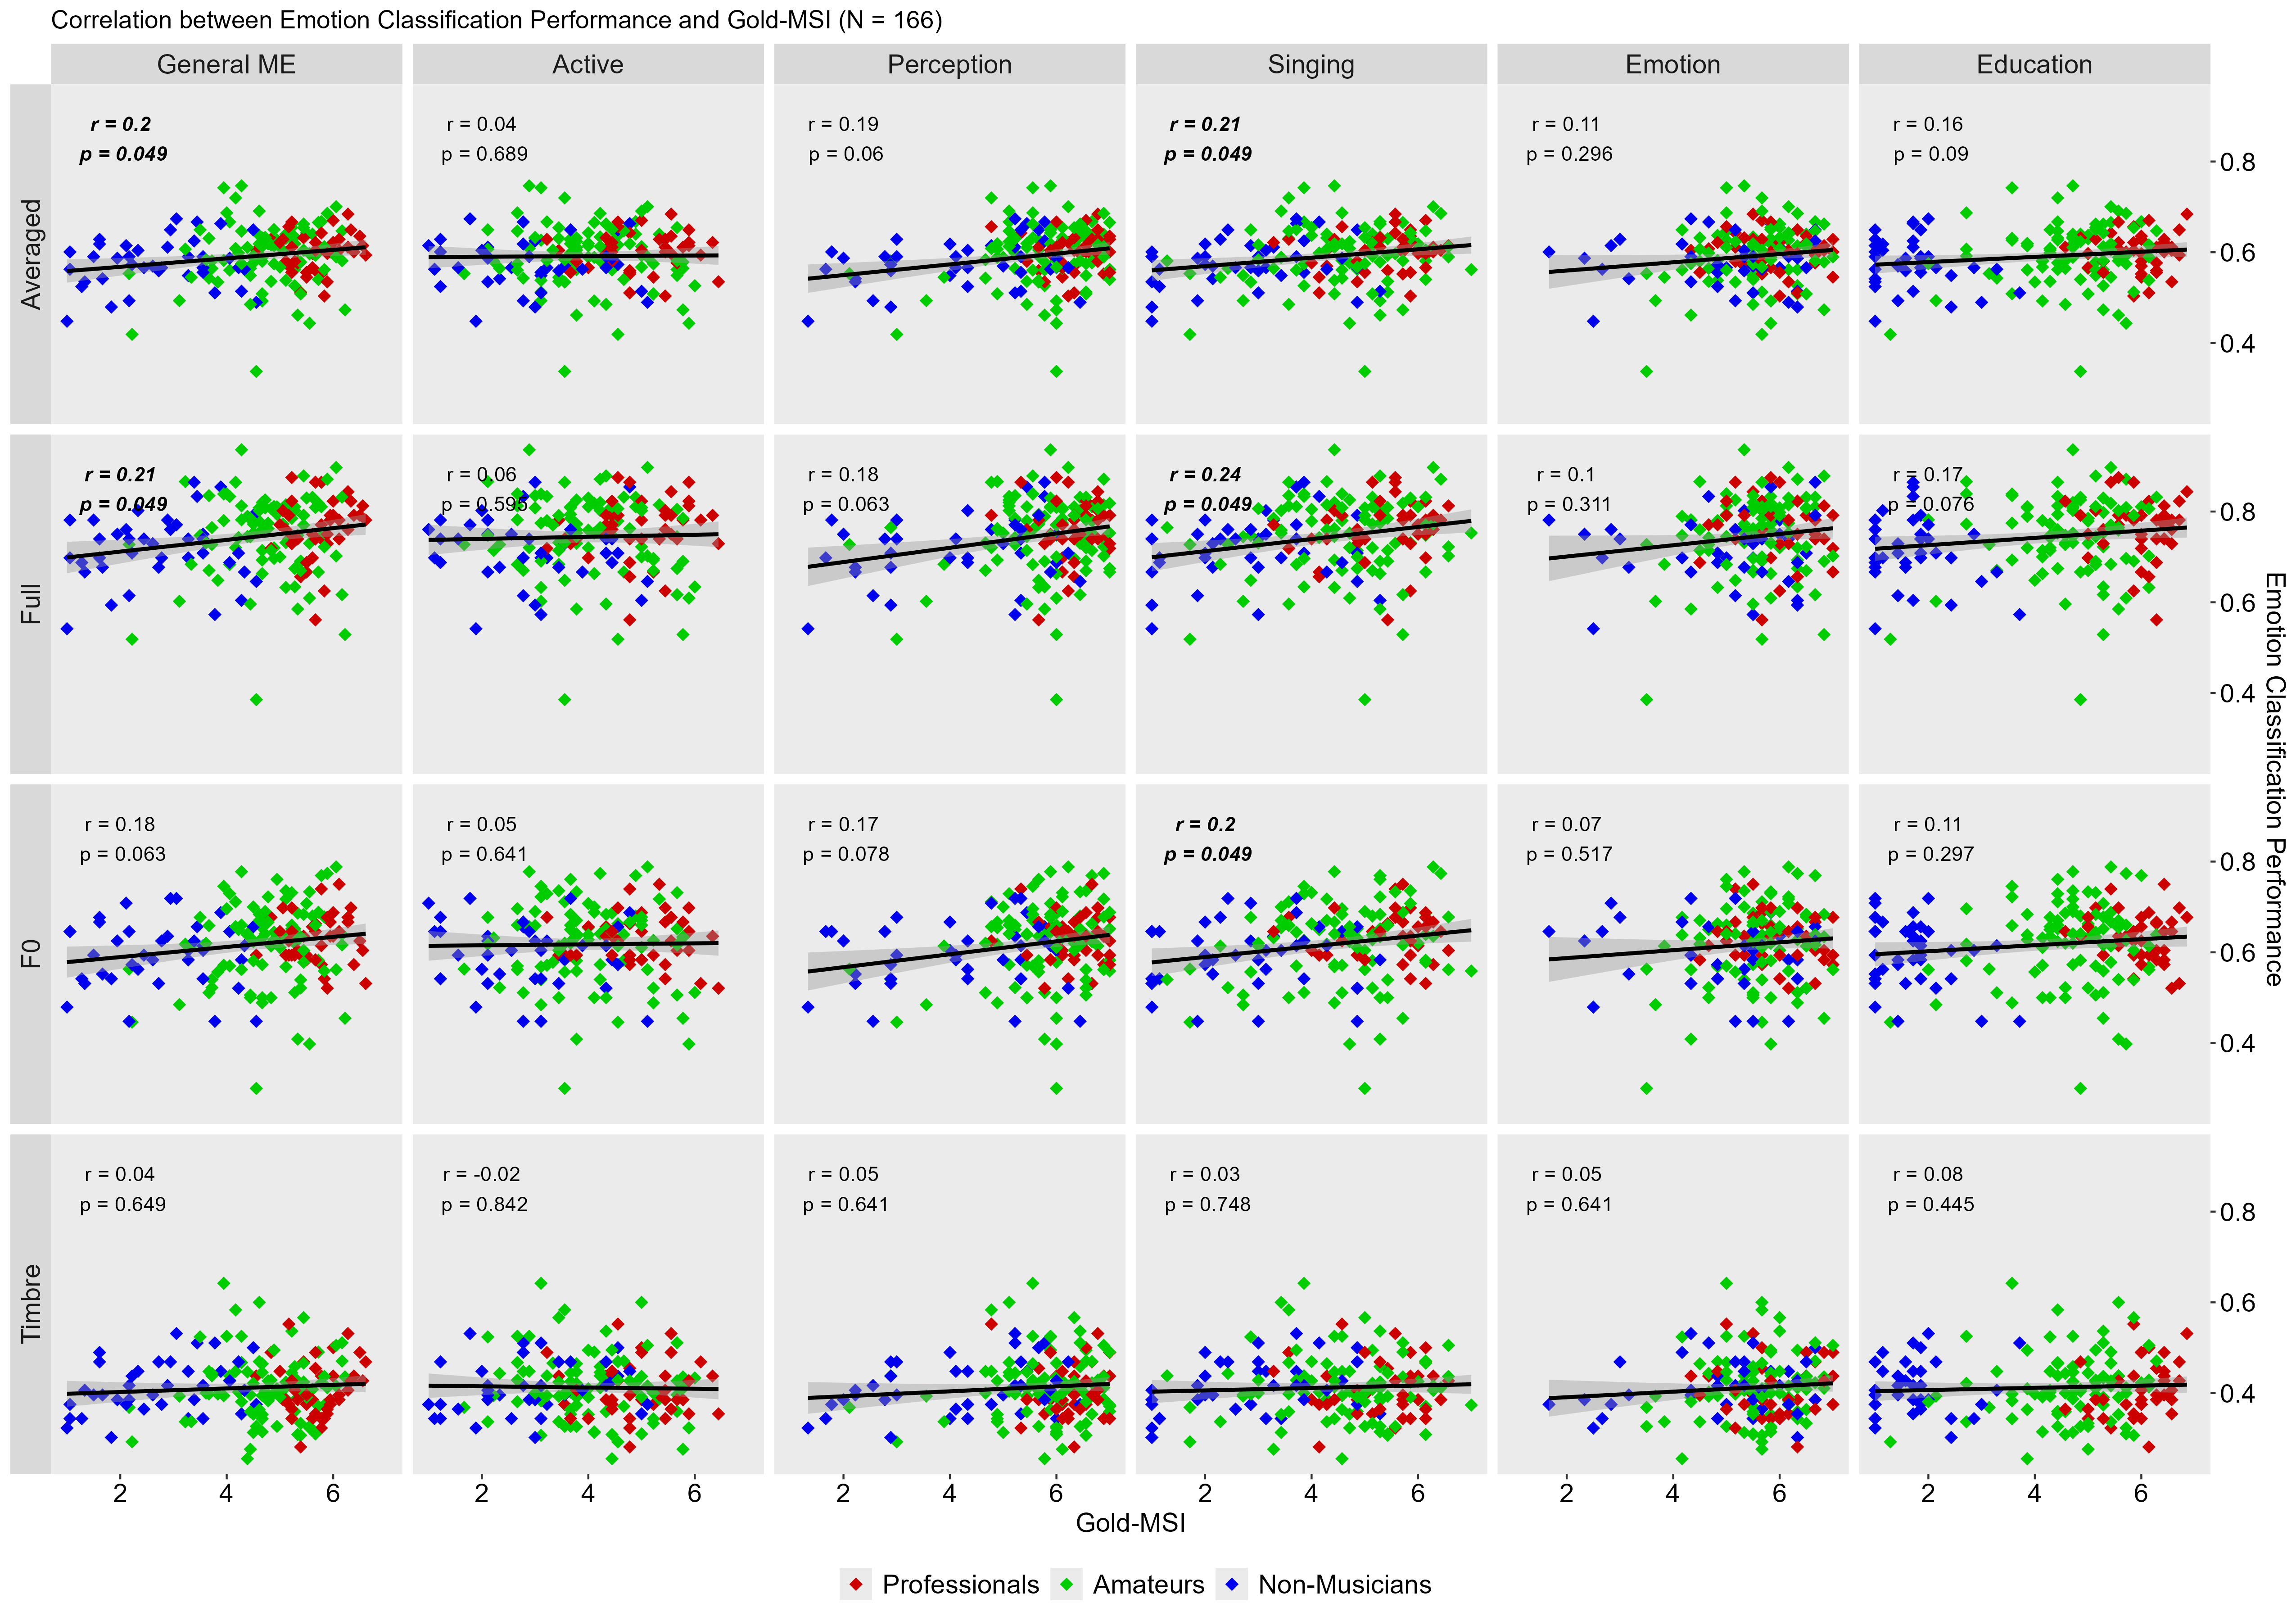 Correlation between Emotion Classification Performance and Gold-MSI (N = 166)
General ME Active Perception Singing Emotion Education
Averaged
r = 0.2 r = 0.04 r = 0.19 r = 0.21 r = 0.11 r = 0.16
p = 0.049 p = 0.689 p = 0.06 p = 0.049 p = 0.296 p = 0.09
0.8
0.6
0.4
Full
r = 0.21 r = 0.06 r = 0.18 r = 0.24 r = 0.1 r = 0.17
p = 0.049 p = 0.595 p = 0.063 p = 0.049 p = 0.311 p = 0.076
0.8
0.6
0.4
Emotion Classification Performance
F0
r = 0.18 r = 0.05 r = 0.17 r = 0.2 r = 0.07 r = 0.11
p = 0.063 p = 0.641 p = 0.078 p = 0.049 p = 0.517 p = 0.297
0.8
0.6
0.4
Timbre
r = 0.04 r = -0.02 r = 0.05 r = 0.03 r = 0.05 r = 0.08
p = 0.649 p = 0.842 p = 0.641 p = 0.748 p = 0.641 p = 0.445
0.8
0.6
0.4
2 4 6 2 4 6 2 4 6 2 4 6 2 4 6 2 4 6
Gold-MSI
Professionals Amateurs Non-Musicians